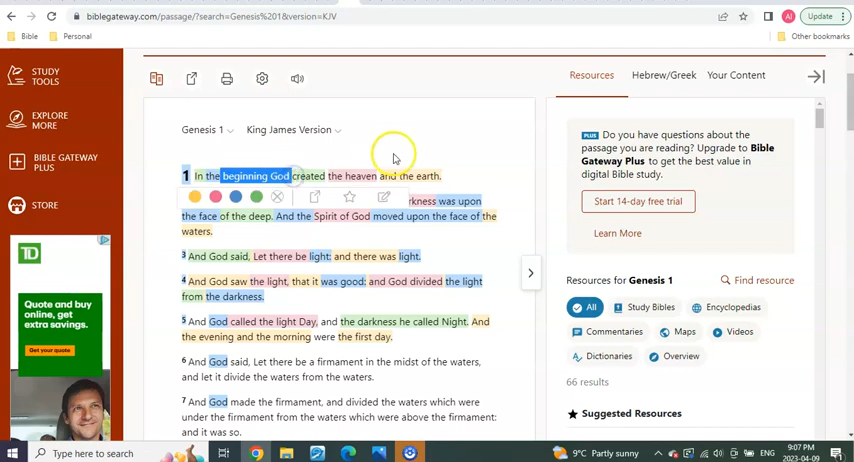 biblegateway.com/passage/?search=Genesis%201&version=KJV
AI
Update
Bible
Personal
Other bookmarks
STUDY
TOOLS
EXPLORE
MORE
BIBLE GATEWAY
PLUS
STORE
TD
Quote and buy
online, get
extra savings.
Get your quote
Genesis 1
King James Version
1 In the beginning God created the heaven and the earth.
rkness was upon
the face of the deep. And the Spirit of God moved upon the face of the
waters.
3 And God said, Let there be light: and there was light.
4 And God saw the light, that it was good: and God divided the light
from the darkness.
5 And God called the light Day, and the darkness he called Night. And
the evening and the morning were the first day.
6 And God said, Let there be a firmament in the midst of the waters,
and let it divide the waters from the waters.
7 And God made the firmament, and divided the waters which were
under the firmament from the waters which were above the firmament:
and it was so.
Resources
Hebrew/Greek
Your Content
PLUS Do you have questions about the
passage you are reading? Upgrade to Bible
Gateway Plus to get the best value in
digital Bible study.
Start 14-day free trial
Learn More
Resources for Genesis 1
Find resource
All
Study Bibles
Encyclopedias
Commentaries
Maps
Videos
Dictionaries
Overview
66 results
Suggested Resources
Type here to search
9°C Partly sunny
ENG
9:07 PM
2023-04-09